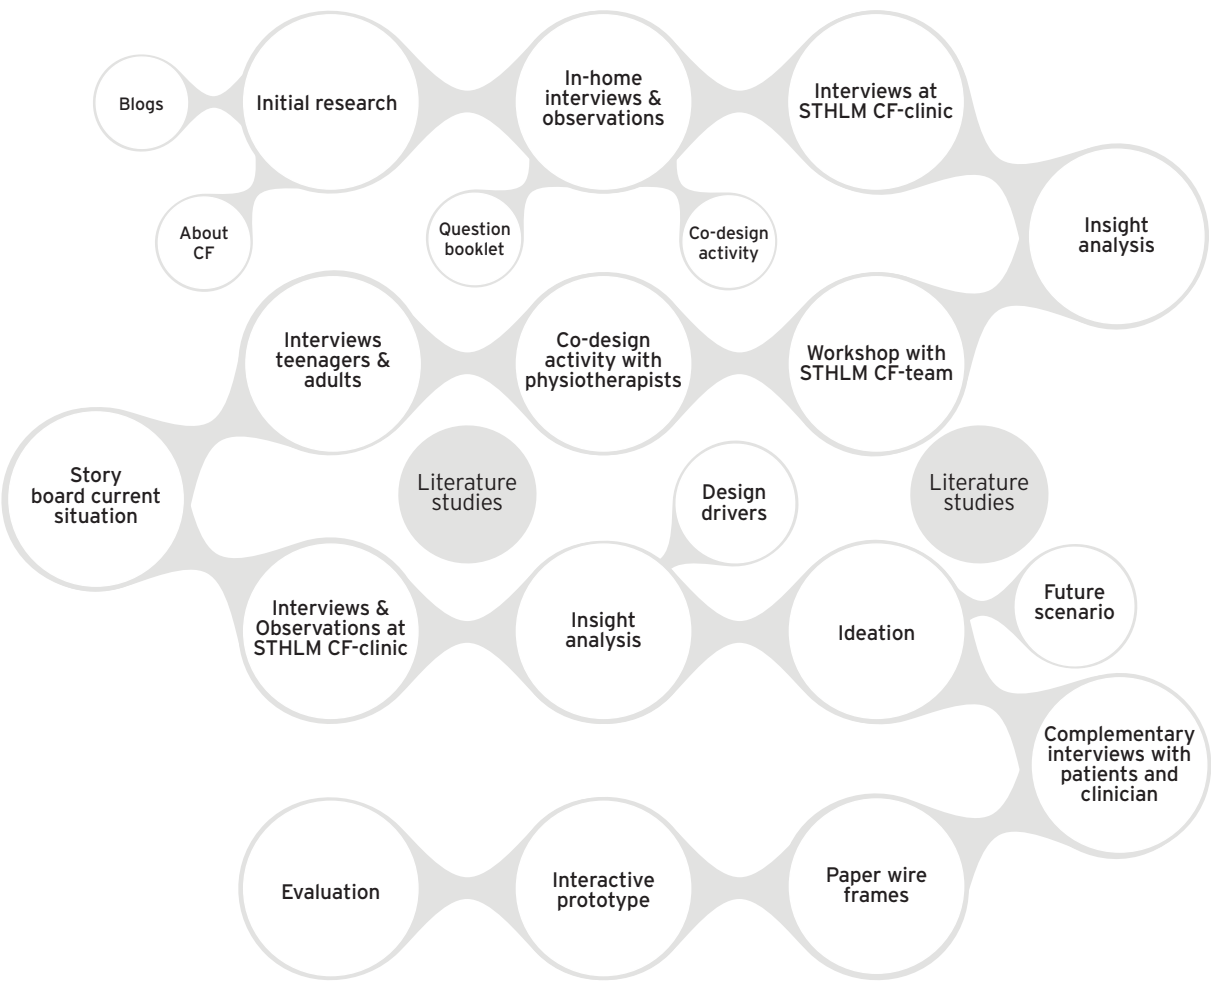 Blogs
Initial research
In-home
interviews &
observations
Interviews at
STHLM CF-clinic
About
CF
Question
booklet
Co-design
activity
Insight
analysis
Interviews
teenagers &
adults
Co-design
activity with
physiotherapists
Workshop with
STHLM CF-team
Story
board current
situation
Literature
studies
Design
drivers
Literature
studies
Interviews &
Observations at
STHLM CF-clinic
Insight
analysis
Ideation
Future
scenario
Complementary
interviews with
patients and
clinician
Evaluation
Interactive
prototype
Paper wire
frames